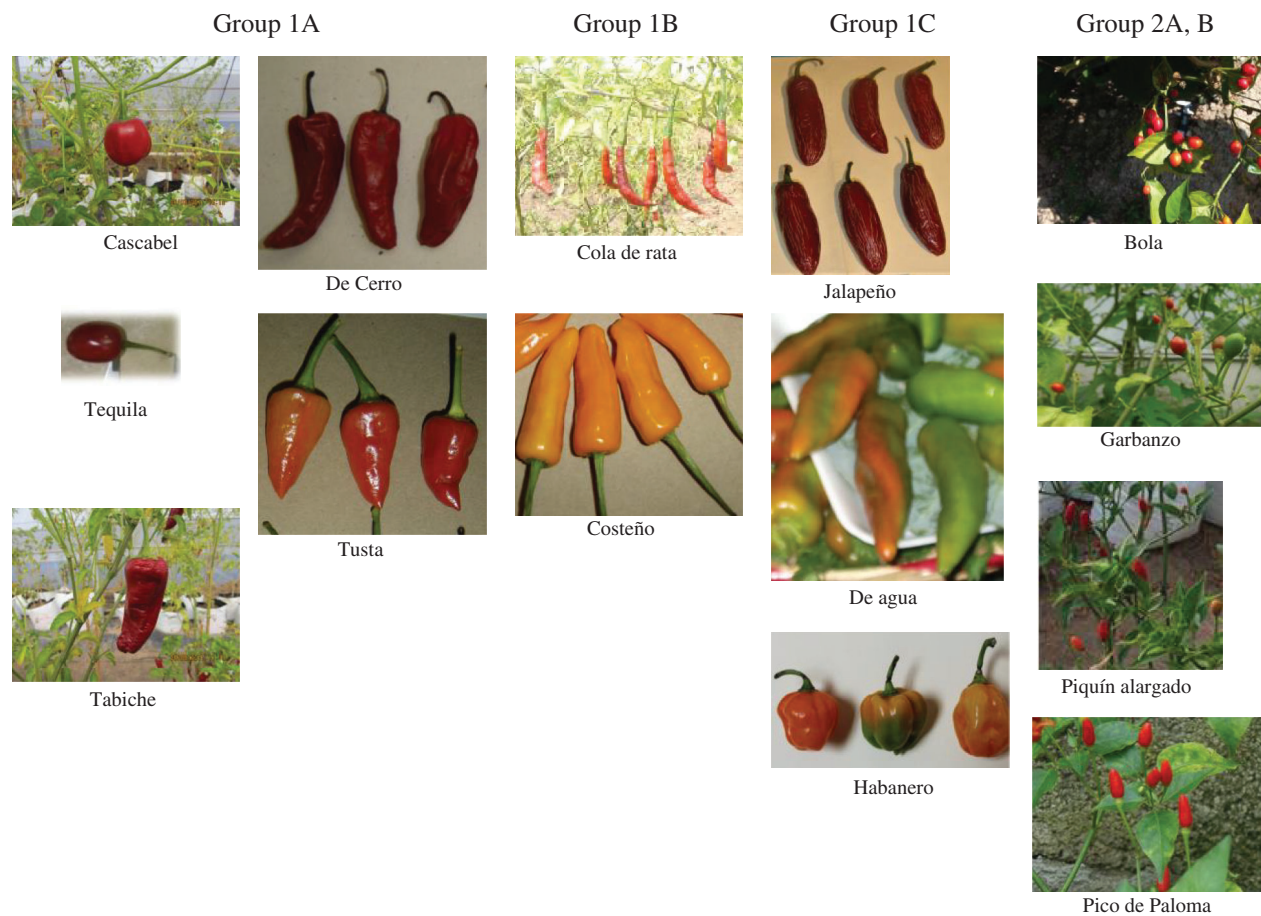 Group 1A
Group 1B
Group 1C
Group 2A, B
Cascabel
De Cerro
Cola de rata
Jalapeño
Bola
Tequila
Tusta
Costeño
De agua
Garbanzo
Tabiche
Habanero
Piquín alargado
Pico de Paloma